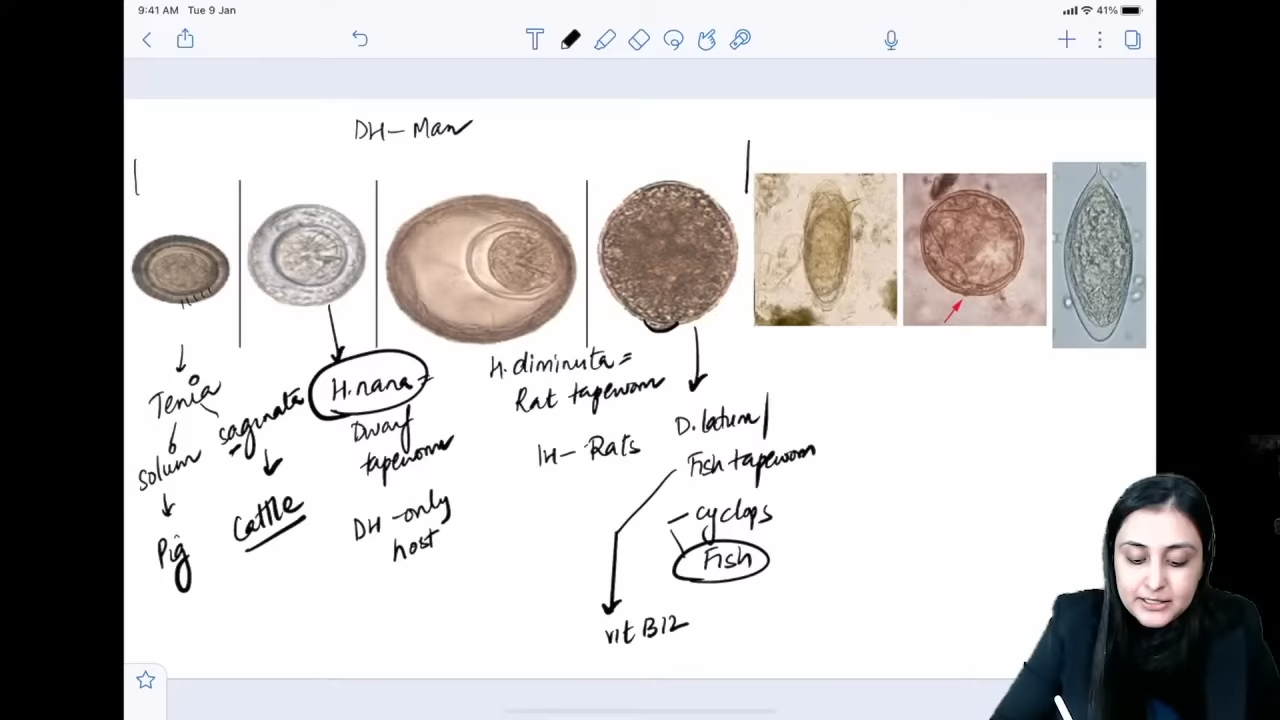 9:41 AM Tue 9 Jan
41%
T
DH - Man
Tenia
solum
Pig
saginata
Cattle
H. nana =
Dwarf
tapeworm
DH - only
host
H. diminuta =
Rat tapeworm
IH - Rats
D. latum /
Fish tapeworm
- cyclops
Fish
vit B12